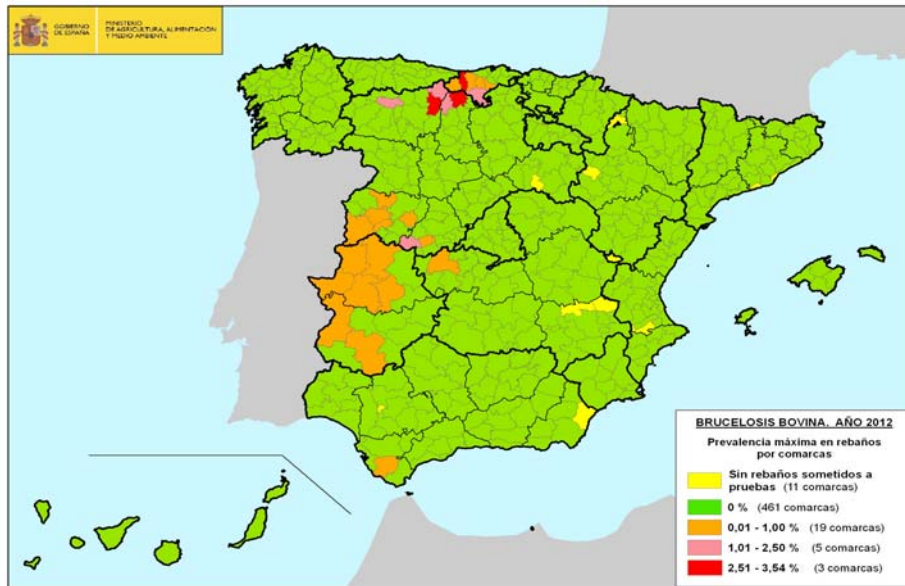 GOBIERNO
DE ESPAÑA
MINISTERIO
DE AGRICULTURA, ALIMENTACIÓN
Y MEDIO AMBIENTE
BRUCELOSIS BOVINA. AÑO 2012
Prevalencia máxima en rebaños
por comarcas
Sin rebaños sometidos a
pruebas (11 comarcas)
0 % (461 comarcas)
0,01 - 1,00 % (19 comarcas)
1,01 - 2,50 % (5 comarcas)
2,51 - 3,54 % (3 comarcas)